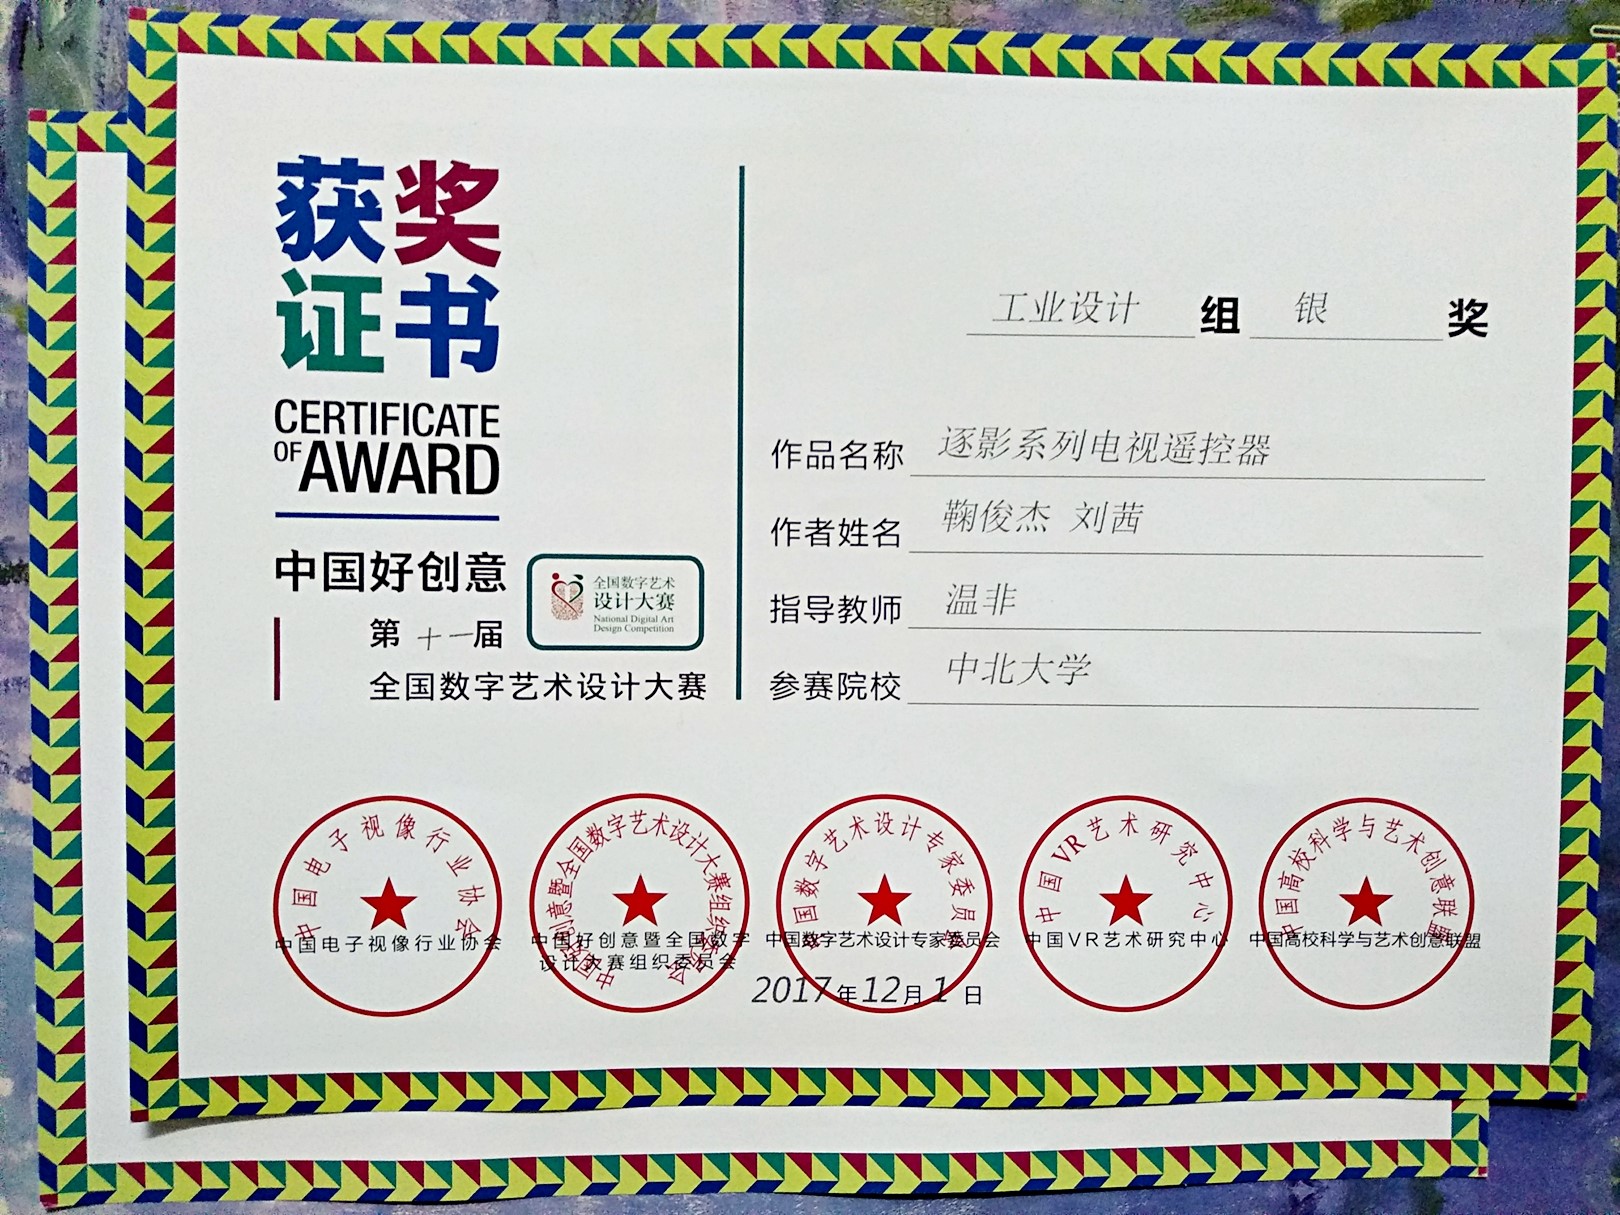 获奖
证书
CERTIFICATE
OF AWARD
中国好创意
第十一届
全国数字艺术设计大赛
全国数字艺术
设计大赛
National Digital Art
Design Competition
工业设计 组 银 奖
作品名称 逐影系列电视遥控器
作者姓名 鞠俊杰 刘茜
指导教师 温非
参赛院校 中北大学
中国电子视像行业协会
中国好创意暨全国数字艺术设计大赛组织委员会
中国数字艺术设计专家委员会
中国VR艺术研究中心
中国高校科学与艺术创意联盟
中国电子视像行业协会
中国好创意暨全国数字
设计大赛组织委员会
中国数字艺术设计专家委员会
中国VR艺术研究中心
中国高校科学与艺术创意联盟
2017年12月1日